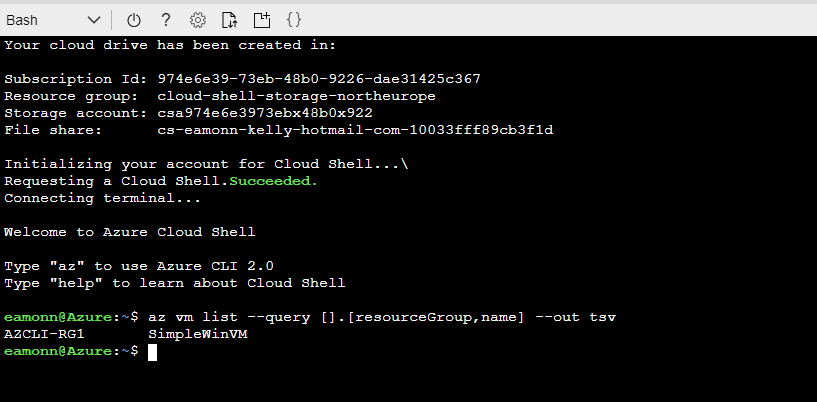 Bash
Your cloud drive has been created in:
Subscription Id: 974e6e39-73eb-48b0-9226-dae31425c367
Resource group:  cloud-shell-storage-northeurope
Storage account: csa974e6e3973ebx48b0x922
File share:      cs-eamonn-kelly-hotmail-com-10033fff89cb3f1d
Initializing your account for Cloud Shell...\
Requesting a Cloud Shell.Succeeded.
Connecting terminal...
Welcome to Azure Cloud Shell
Type "az" to use Azure CLI 2.0
Type "help" to learn about Cloud Shell
eamonn@Azure:~$ az vm list --query [].[resourceGroup,name] --out tsv
AZCLI-RG1       SimpleWinVM
eamonn@Azure:~$